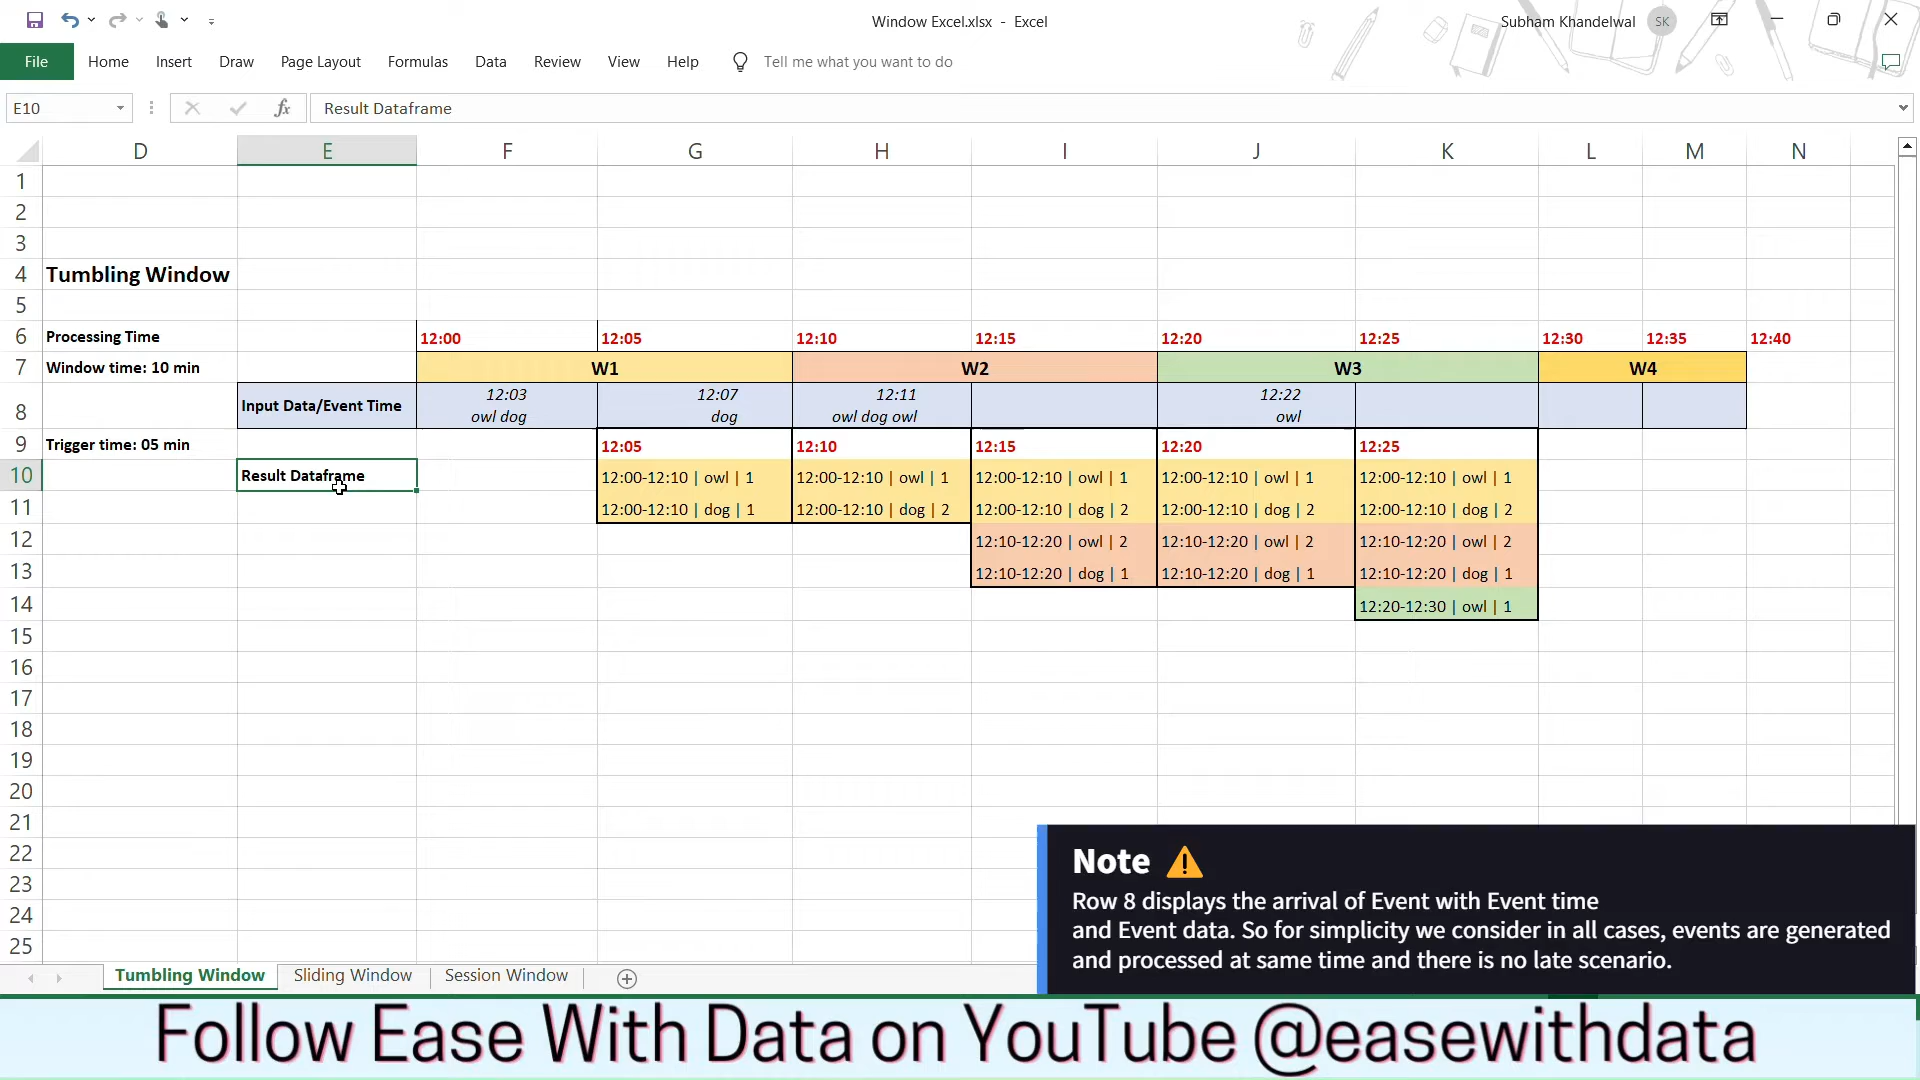 Window Excel.xlsx - Excel
Subham Khandelwal SK
File Home Insert Draw Page Layout Formulas Data Review View Help Tell me what you want to do
E10 fx Result Dataframe
D E F G H I J K L M N
1
2
3
4 Tumbling Window
5
6 Processing Time 12:00 12:05 12:10 12:15 12:20 12:25 12:30 12:35 12:40
7 Window time: 10 min W1 W2 W3 W4
12:03 12:07 12:11 12:22
8 Input Data/Event Time
owl dog dog owl dog owl owl
9 Trigger time: 05 min 12:05 12:10 12:15 12:20 12:25
10 Result Dataframe 12:00-12:10 | owl | 1 12:00-12:10 | owl | 1 12:00-12:10 | owl | 1 12:00-12:10 | owl | 1 12:00-12:10 | owl | 1
11 12:00-12:10 | dog | 1 12:00-12:10 | dog | 2 12:00-12:10 | dog | 2 12:00-12:10 | dog | 2 12:00-12:10 | dog | 2
12 12:10-12:20 | owl | 2 12:10-12:20 | owl | 2 12:10-12:20 | owl | 2
13 12:10-12:20 | dog | 1 12:10-12:20 | dog | 1 12:10-12:20 | dog | 1
14 12:20-12:30 | owl | 1
15
16
17
18
19
20
21
22
23
24
25
Note
Row 8 displays the arrival of Event with Event time
and Event data. So for simplicity we consider in all cases, events are generated
and processed at same time and there is no late scenario.
Tumbling Window Sliding Window Session Window
Follow Ease With Data on YouTube @easewithdata